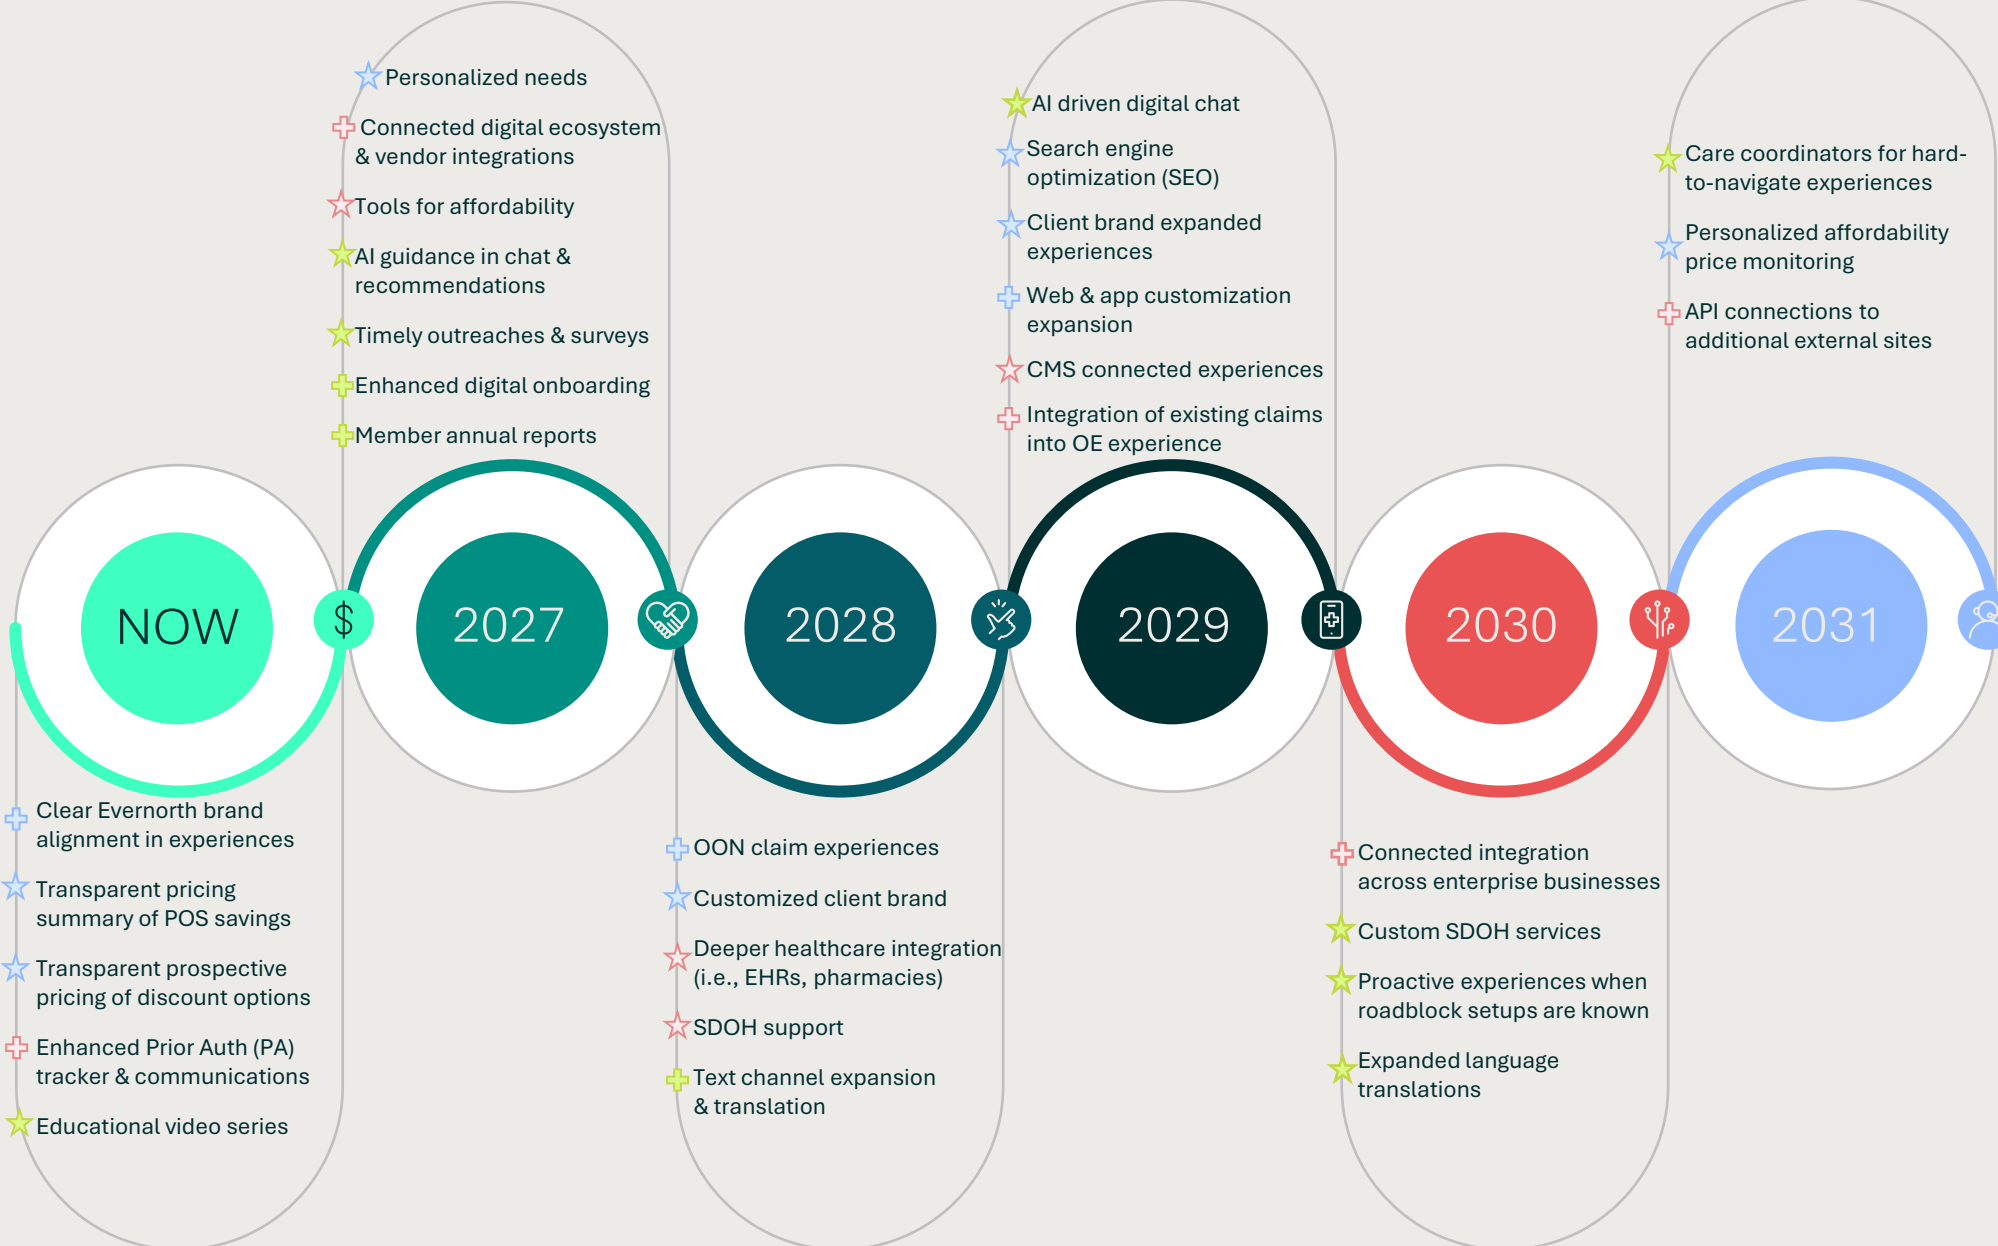 NOW
Clear Evernorth brand
alignment in experiences
Transparent pricing
summary of POS savings
Transparent prospective
pricing of discount options
Enhanced Prior Auth (PA)
tracker & communications
Educational video series
$
2027
Personalized needs
Connected digital ecosystem
& vendor integrations
Tools for affordability
AI guidance in chat &
recommendations
Timely outreaches & surveys
Enhanced digital onboarding
Member annual reports
2028
OON claim experiences
Customized client brand
Deeper healthcare integration
(i.e., EHRs, pharmacies)
SDOH support
Text channel expansion
& translation
2029
AI driven digital chat
Search engine
optimization (SEO)
Client brand expanded
experiences
Web & app customization
expansion
CMS connected experiences
Integration of existing claims
into OE experience
2030
Connected integration
across enterprise businesses
Custom SDOH services
Proactive experiences when
roadblock setups are known
Expanded language
translations
2031
Care coordinators for hard-
to-navigate experiences
Personalized affordability
price monitoring
API connections to
additional external sites